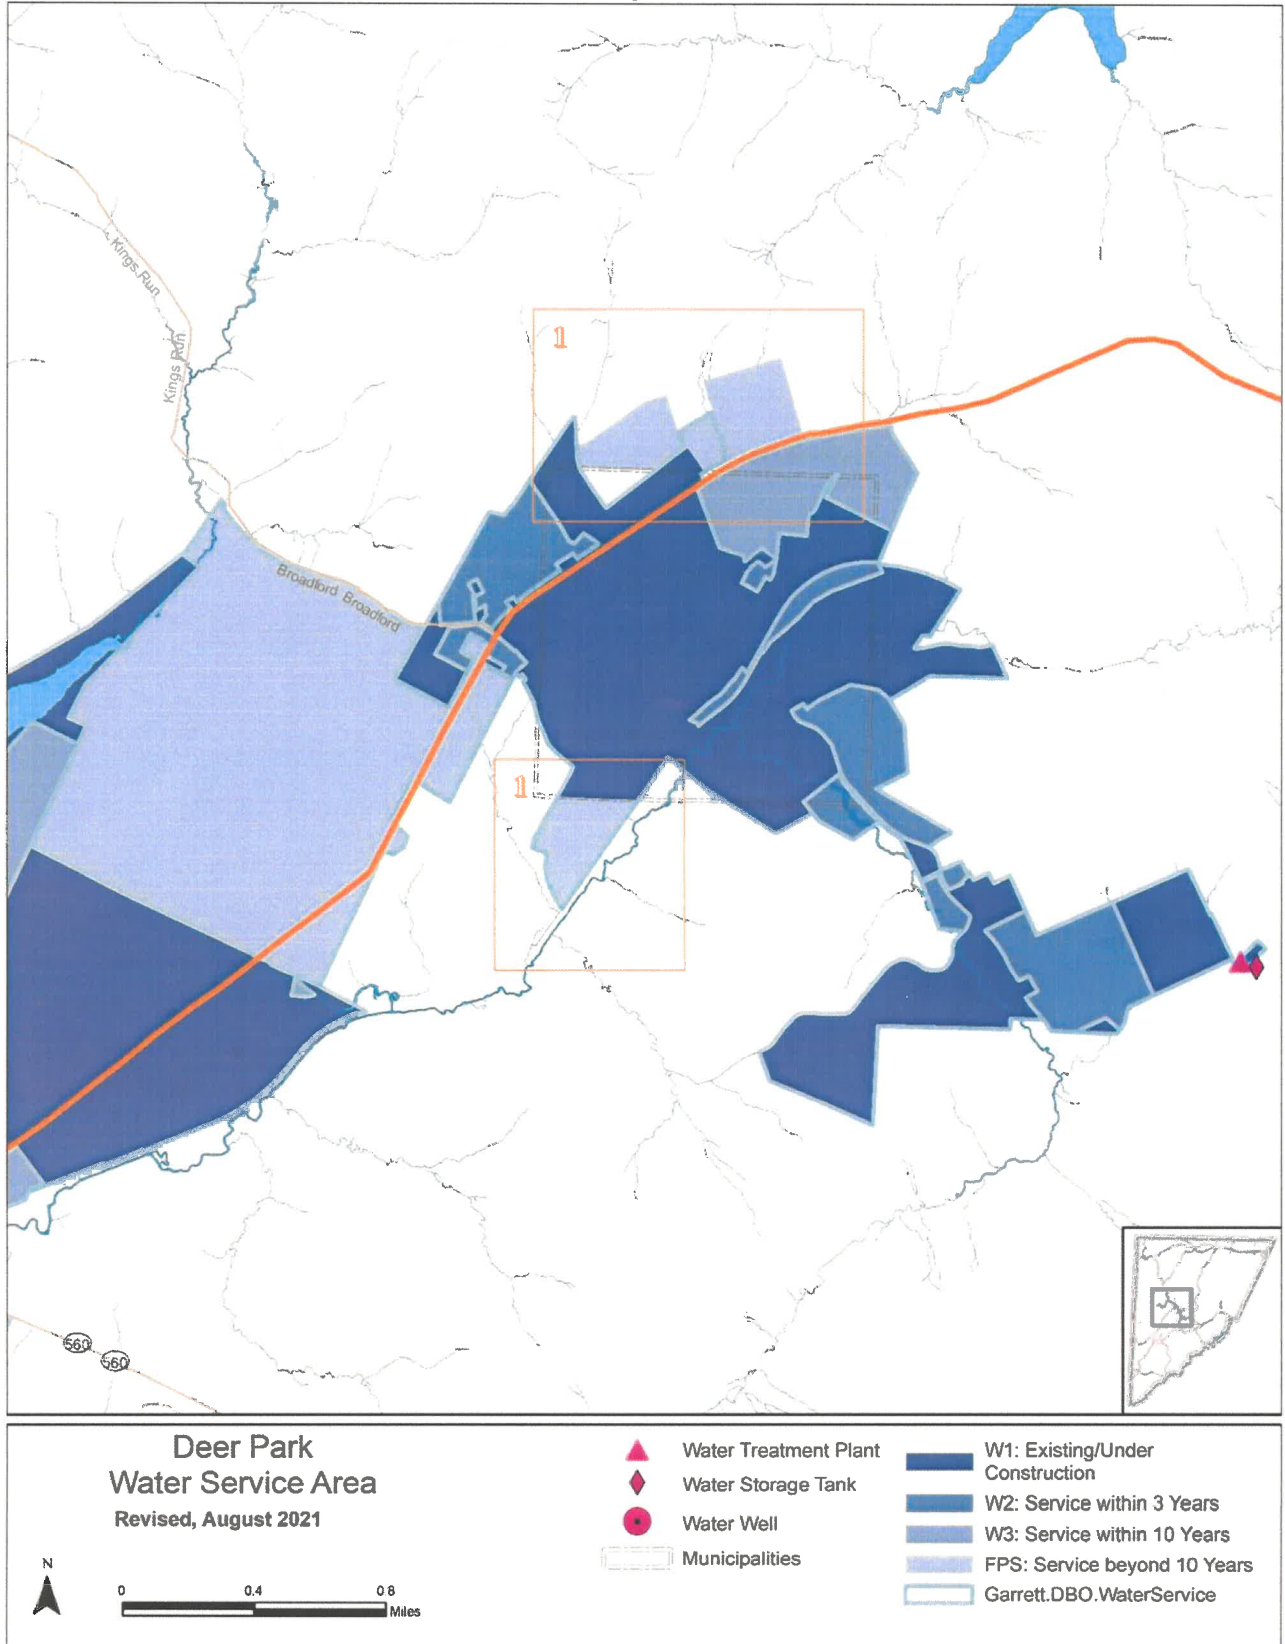 1
Kings Run
Kings Run
Broadford Broadford
1
560
560
Deer Park
Water Service Area
Revised, August 2021
N
0 0.4 0.8
Miles
Water Treatment Plant
Water Storage Tank
Water Well
Municipalities
W1: Existing/Under
Construction
W2: Service within 3 Years
W3: Service within 10 Years
FPS: Service beyond 10 Years
Garrett.DBO.WaterService